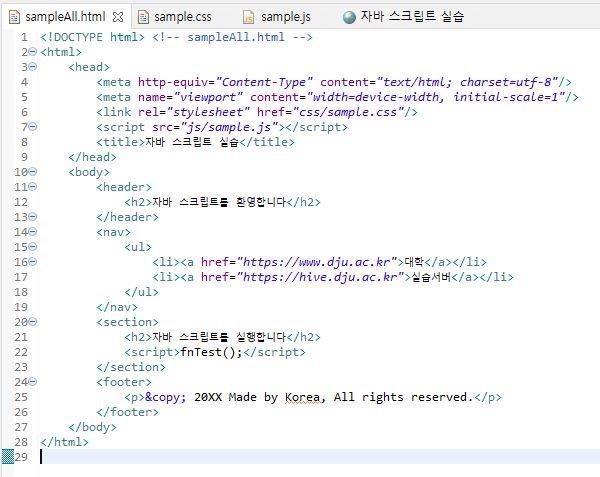 sampleAll.html sample.css sample.js 자바 스크립트 실습
1 <!DOCTYPE html> <!-- sampleAll.html -->
2 <html>
3 <head>
4 <meta http-equiv="Content-Type" content="text/html; charset=utf-8"/>
5 <meta name="viewport" content="width=device-width, initial-scale=1"/>
6 <link rel="stylesheet" href="css/sample.css"/>
7 <script src="js/sample.js"></script>
8 <title>자바 스크립트 실습</title>
9 </head>
10 <body>
11 <header>
12 <h2>자바 스크립트를 환영합니다</h2>
13 </header>
14 <nav>
15 <ul>
16 <li><a href="https://www.dju.ac.kr">대학</a></li>
17 <li><a href="https://hive.dju.ac.kr">실습서버</a></li>
18 </ul>
19 </nav>
20 <section>
21 <h2>자바 스크립트를 실행합니다</h2>
22 <script>fnTest();</script>
23 </section>
24 <footer>
25 <p>&copy; 20XX Made by Korea, All rights reserved.</p>
26 </footer>
27 </body>
28 </html>
29